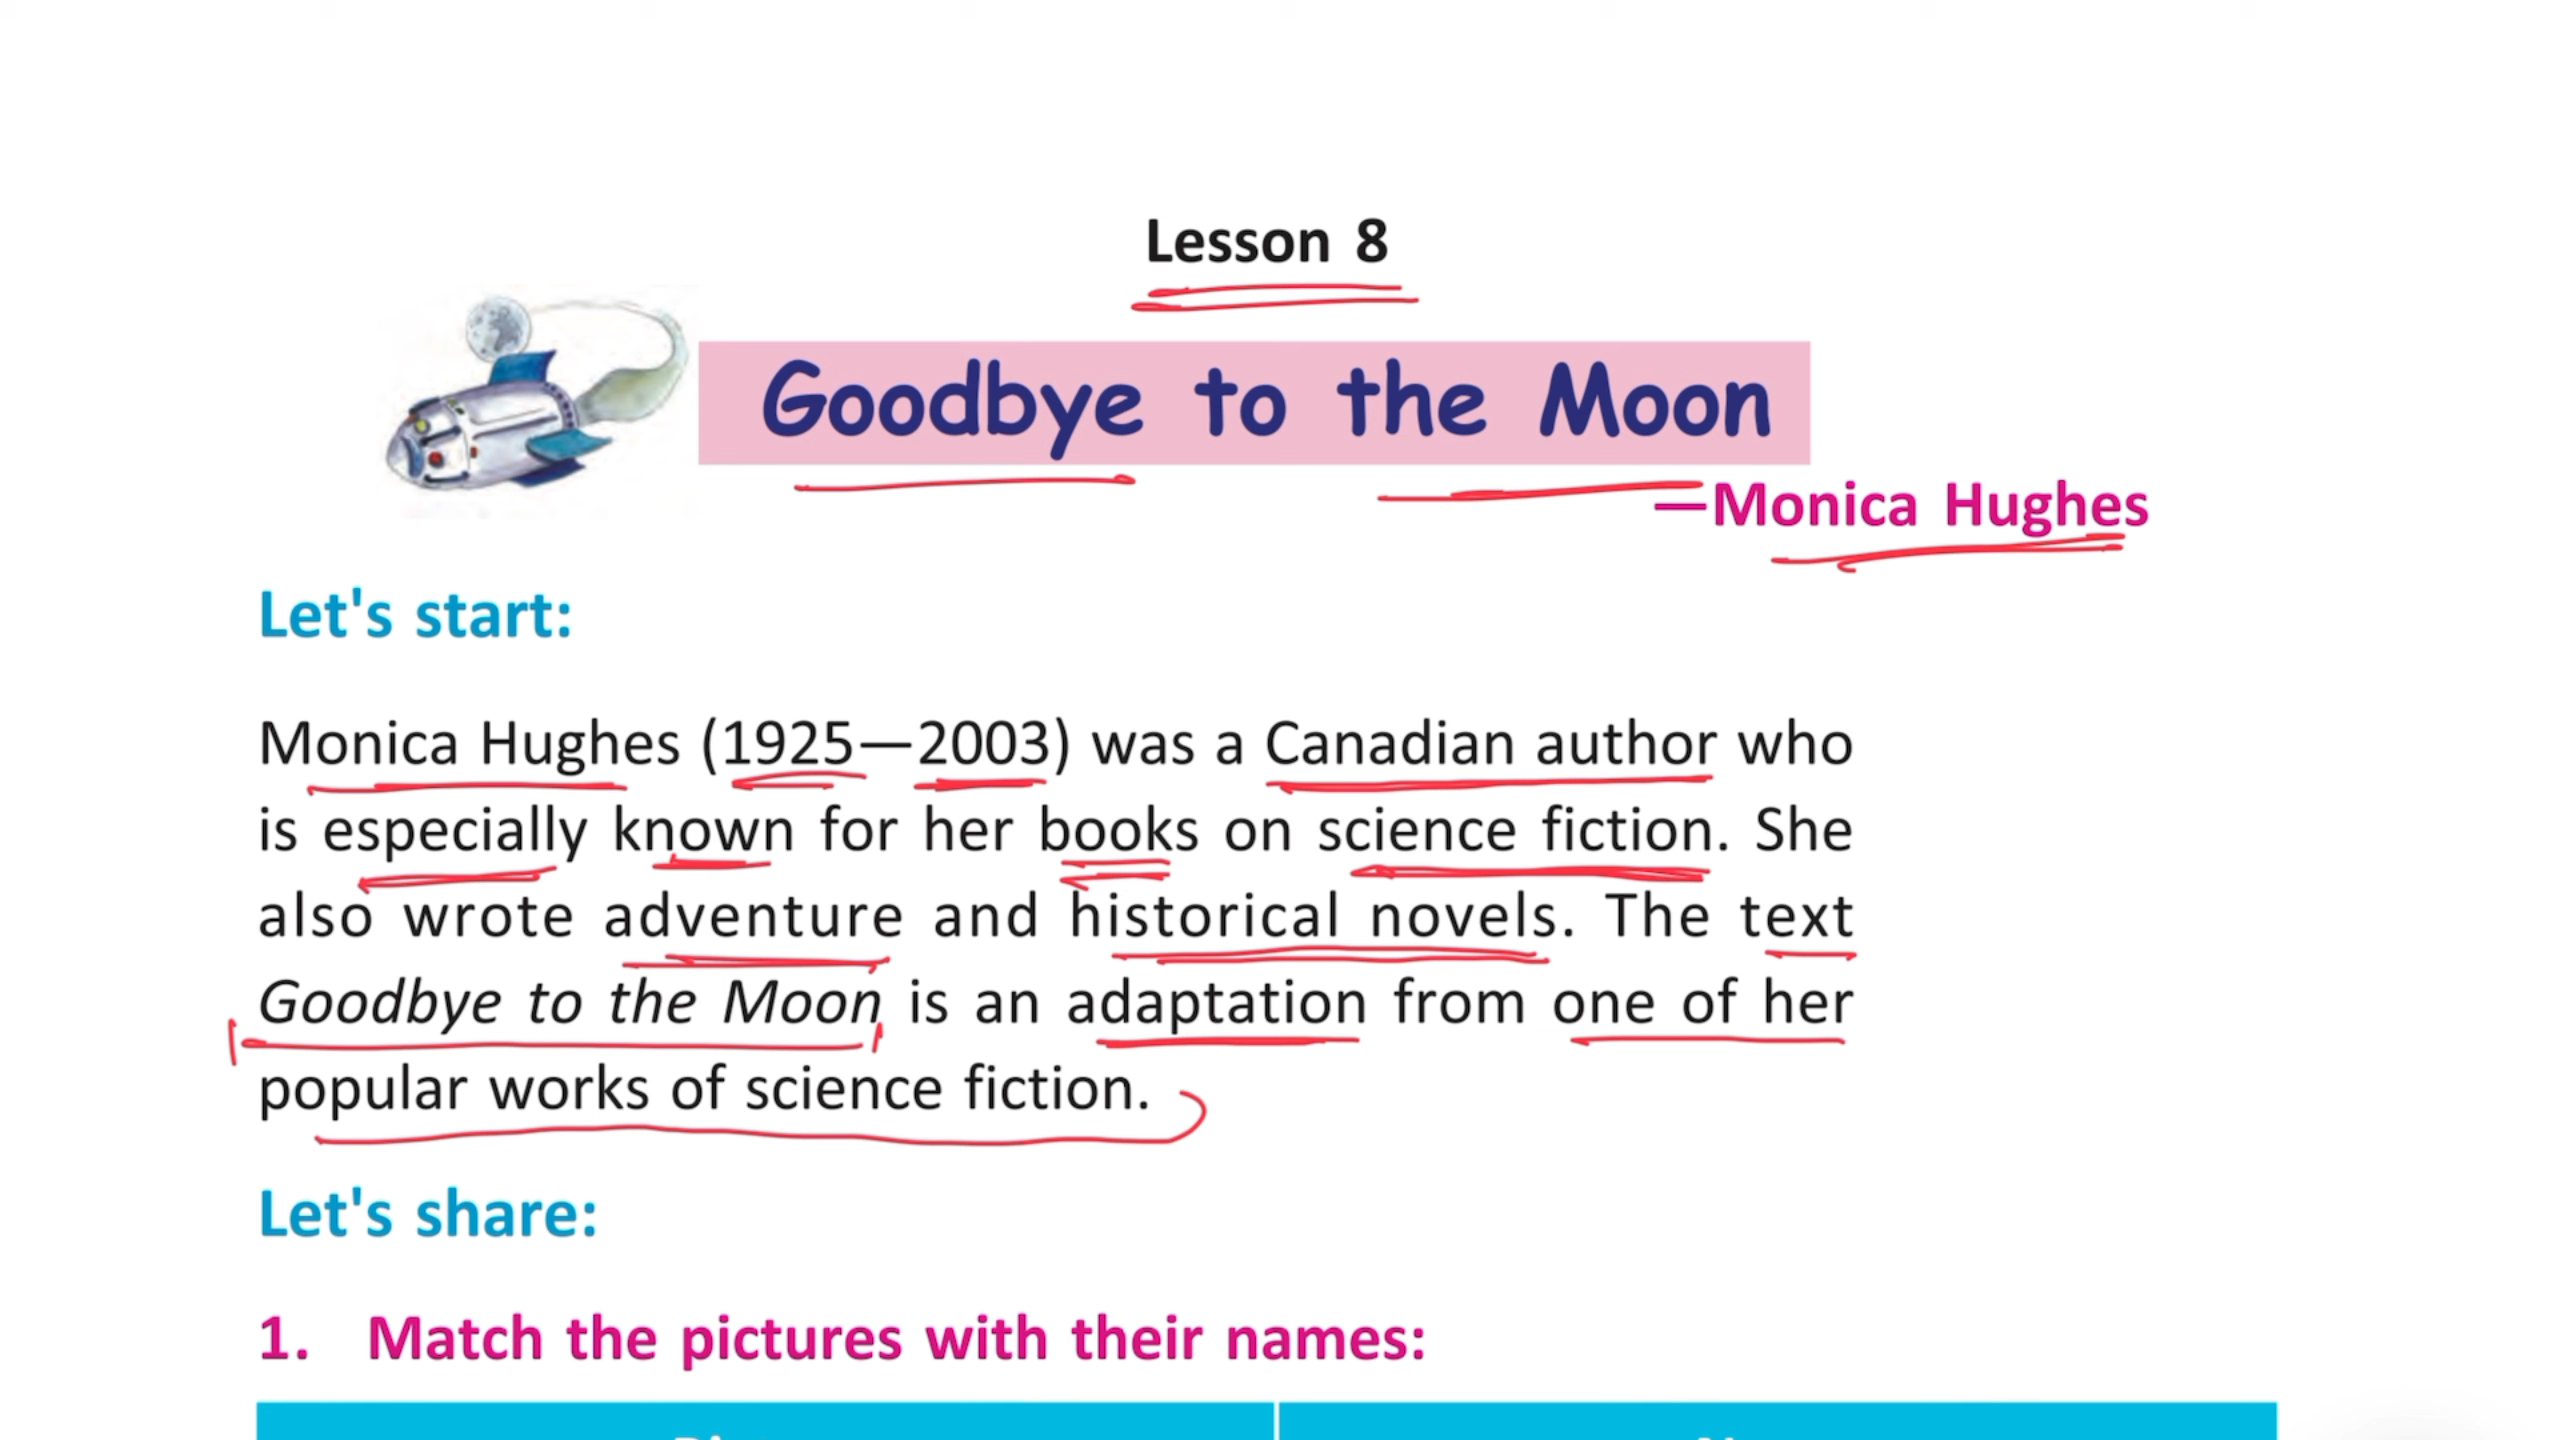 Lesson 8
Goodbye to the Moon
—Monica Hughes
Let's start:
Monica Hughes (1925—2003) was a Canadian author who
is especially known for her books on science fiction. She
also wrote adventure and historical novels. The text
Goodbye to the Moon is an adaptation from one of her
popular works of science fiction.
Let's share:
1. Match the pictures with their names: